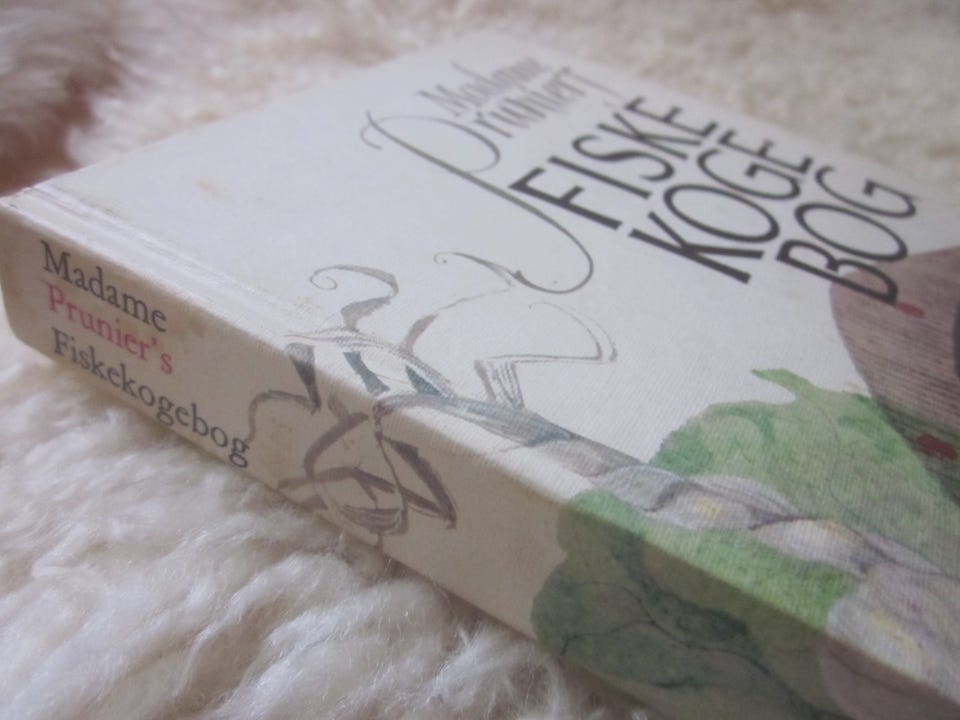 Madame
Prunier's
FISKE
KOGE
BOG
Madame
Prunier's
Fiskekogebog